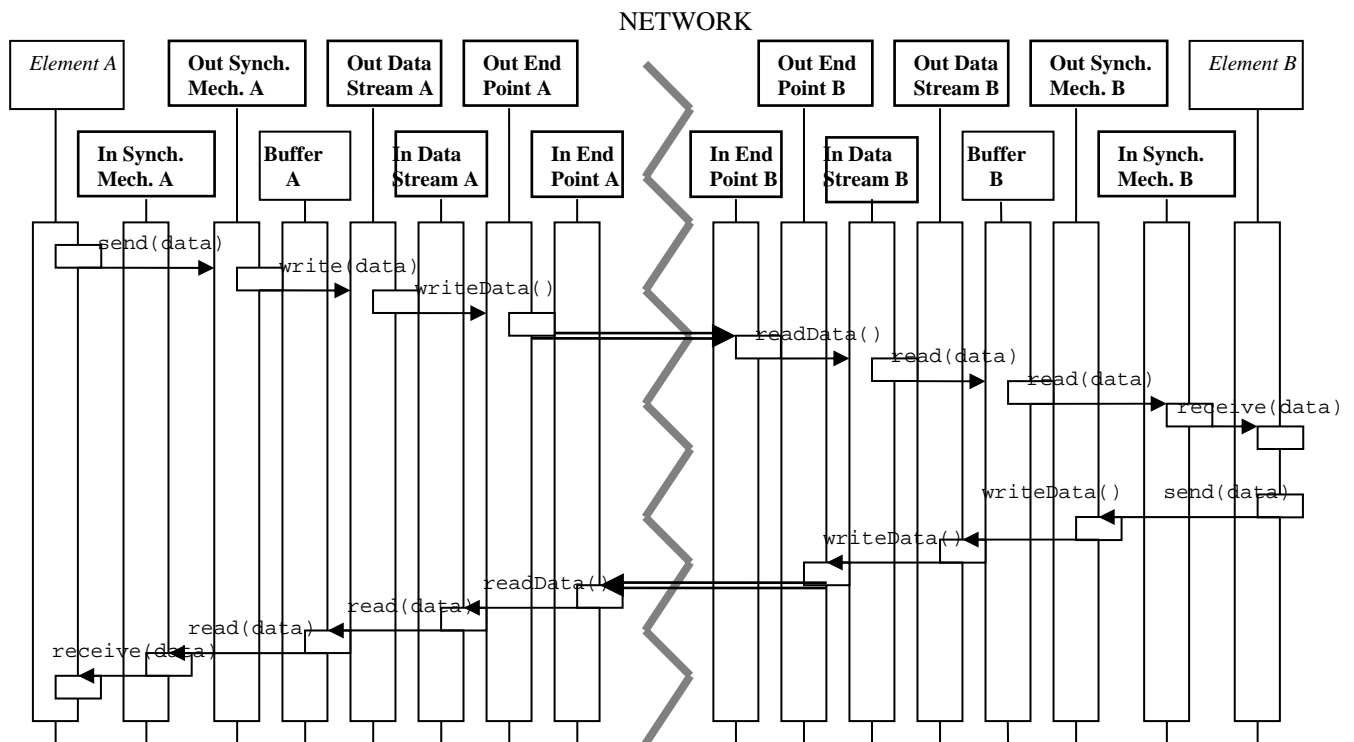 NETWORK
Element A
Out Synch.
Mech. A
Out Data
Stream A
Out End
Point A
Out End
Point B
Out Data
Stream B
Out Synch.
Mech. B
Element B
In Synch.
Mech. A
Buffer
A
In Data
Stream A
In End
Point A
In End
Point B
In Data
Stream B
Buffer
B
In Synch.
Mech. B
send(data)
write(data)
writeData()
readData()
read(data)
read(data)
receive(data)
writeData()
send(data)
writeData()
readData()
read(data)
read(data)
receive(data)